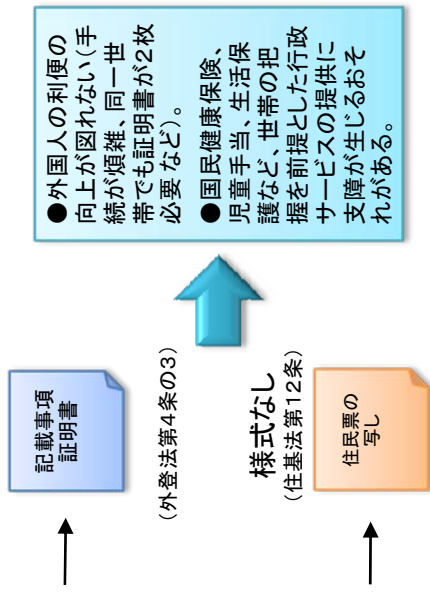 記載事項
証明書
（外登法第４条の３）
様式なし
（住基法第１２条）
住民票の
写し
●外国人の利便の
向上が図れない（手
続が煩雑、同一世
帯でも証明書が２枚
必要 など）。
●国民健康保険、
児童手当、生活保
護など、世帯の把
握を前提とした行政
サービスの提供に
支障が生じるおそ
れがある。